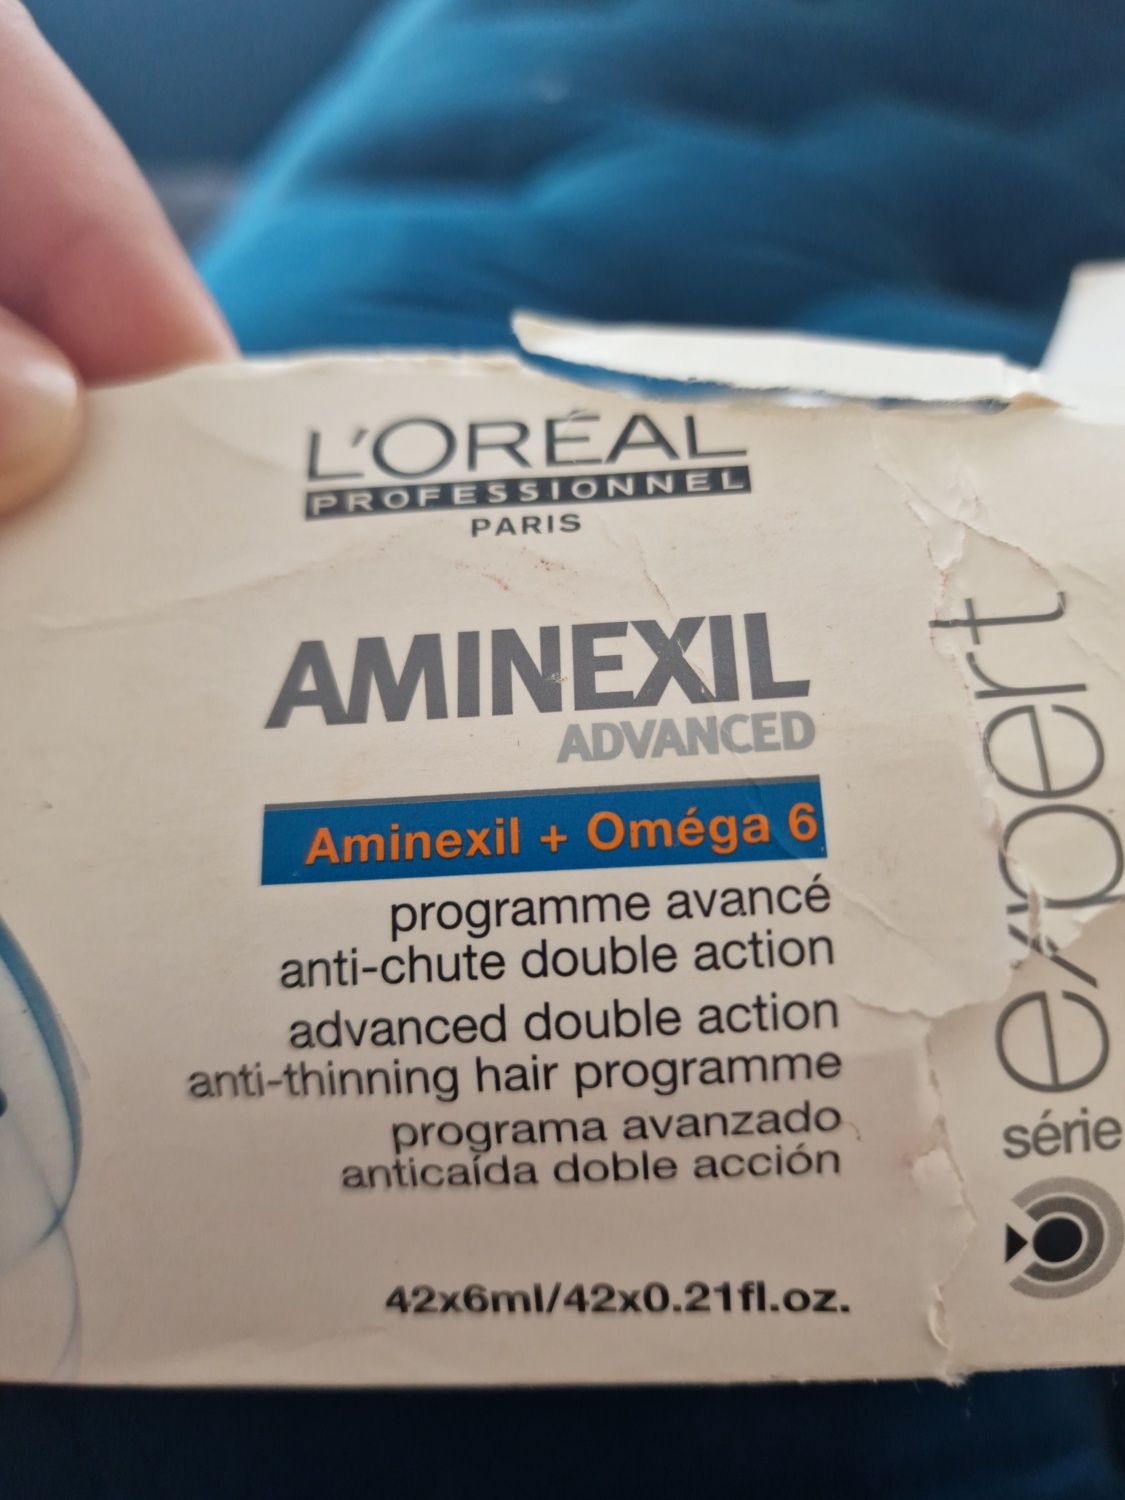 L'ORÉAL
PROFESSIONNEL
PARIS
AMINEXIL
ADVANCED
Aminexil + Oméga 6
programme avancé
anti-chute double action
advanced double action
anti-thinning hair programme
programa avanzado
anticaída doble acción
42x6ml/42x0.21fl.oz.
série expert